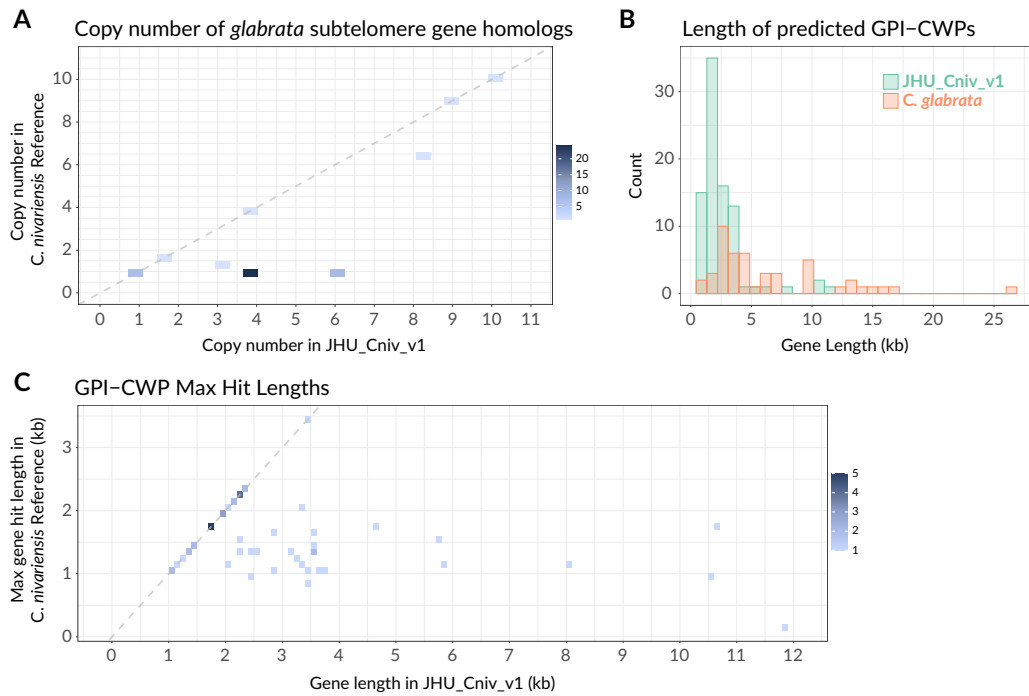 A
Copy number of glabrata subtelomere gene homologs
Copy number in
C. nivariensis Reference
10
8
6
4
2
0
0 1 2 3 4 5 6 7 8 9 10 11
Copy number in JHU_Cniv_v1
20
15
10
5
B
Length of predicted GPI−CWPs
JHU_Cniv_v1
C. glabrata
Count
30
20
10
0
0 5 10 15 20 25
Gene Length (kb)
C
GPI−CWP Max Hit Lengths
Max gene hit length in
C. nivariensis Reference (kb)
3
2
1
0
0 1 2 3 4 5 6 7 8 9 10 11 12
Gene length in JHU_Cniv_v1 (kb)
5
4
3
2
1